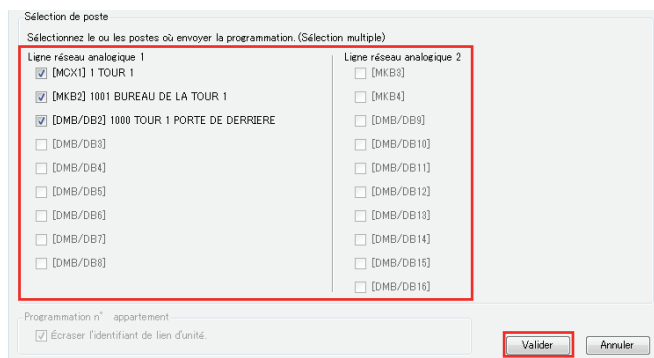 Sélection de poste
Sélectionnez le ou les postes où envoyer la programmation. (Sélection multiple)
Ligne réseau analogique 1
[MCX1] 1 TOUR 1
[MKB2] 1001 BUREAU DE LA TOUR 1
[DMB/DB2] 1000 TOUR 1 PORTE DE DERRIERE
[DMB/DB3]
[DMB/DB4]
[DMB/DB5]
[DMB/DB6]
[DMB/DB7]
[DMB/DB8]
Ligne réseau analogique 2
[MKB3]
[MKB4]
[DMB/DB9]
[DMB/DB10]
[DMB/DB11]
[DMB/DB12]
[DMB/DB13]
[DMB/DB14]
[DMB/DB15]
[DMB/DB16]
Programmation n° appartement
Écraser l'identifiant de lien d'unité.
Valider
Annuler